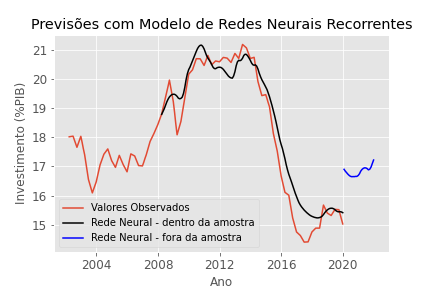 Previsões com Modelo de Redes Neurais Recorrentes
Investimento (%PIB)
21
20
19
18
17
16
15
Valores Observados
Rede Neural - dentro da amostra
Rede Neural - fora da amostra
2004
2008
2012
2016
2020
Ano